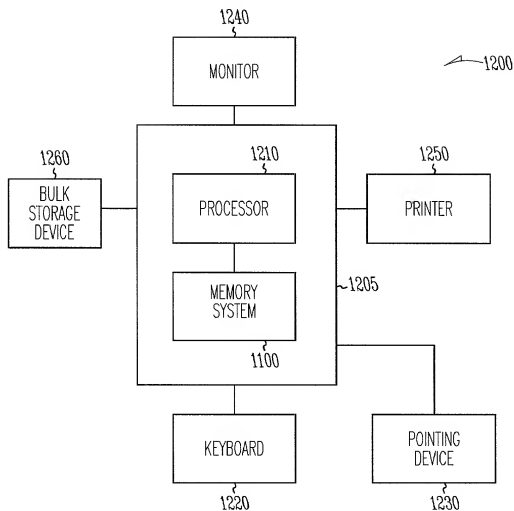 1240
MONITOR
1200
1260
BULK
STORAGE
DEVICE
1210
PROCESSOR
1250
PRINTER
MEMORY
SYSTEM
1205
1100
KEYBOARD
1220
POINTING
DEVICE
1230